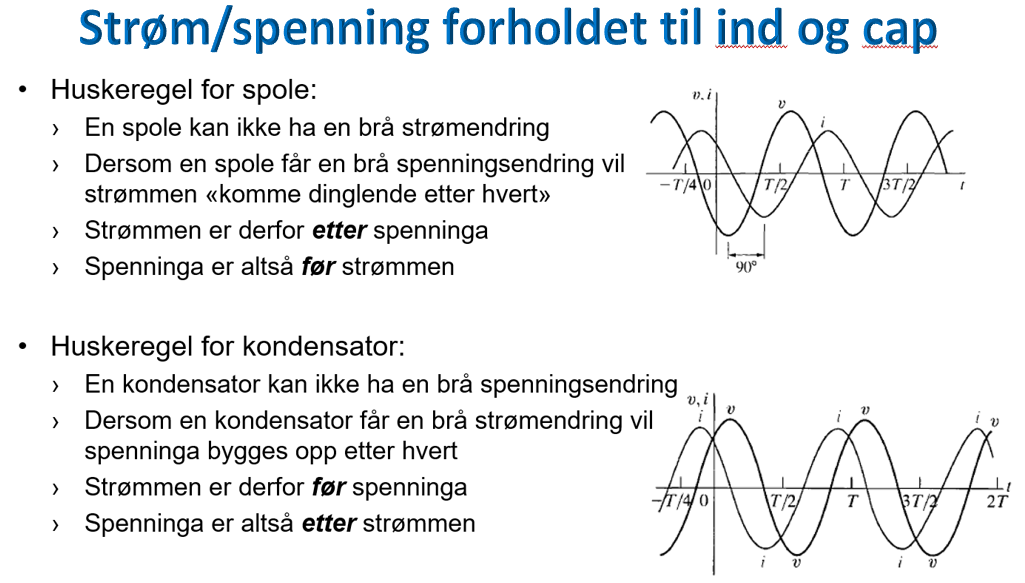 Strøm/spenning forholdet til ind og cap
• Huskeregel for spole:
› En spole kan ikke ha en brå strømendring
› Dersom en spole får en brå spenningsendring vil
strømmen «komme dinglende etter hvert»
› Strømmen er derfor etter spenninga
› Spenninga er altså før strømmen
v, i
v
i
−T/4 0 T/2 T 3T/2 t
90°
• Huskeregel for kondensator:
› En kondensator kan ikke ha en brå spenningsendring
› Dersom en kondensator får en brå strømendring vil
spenninga bygges opp etter hvert
› Strømmen er derfor før spenninga
› Spenninga er altså etter strømmen
v, i
i v i v i v
−T/4 0 T/2 T 3T/2 2T t
i v i v